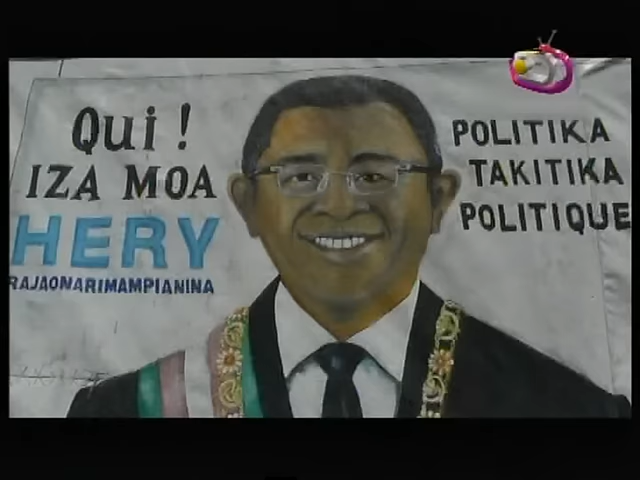 Qui !
IZA MOA
HERY
RAJAONARIMAMPIANINA
POLITIKA
TAKITIKA
POLITIQUE